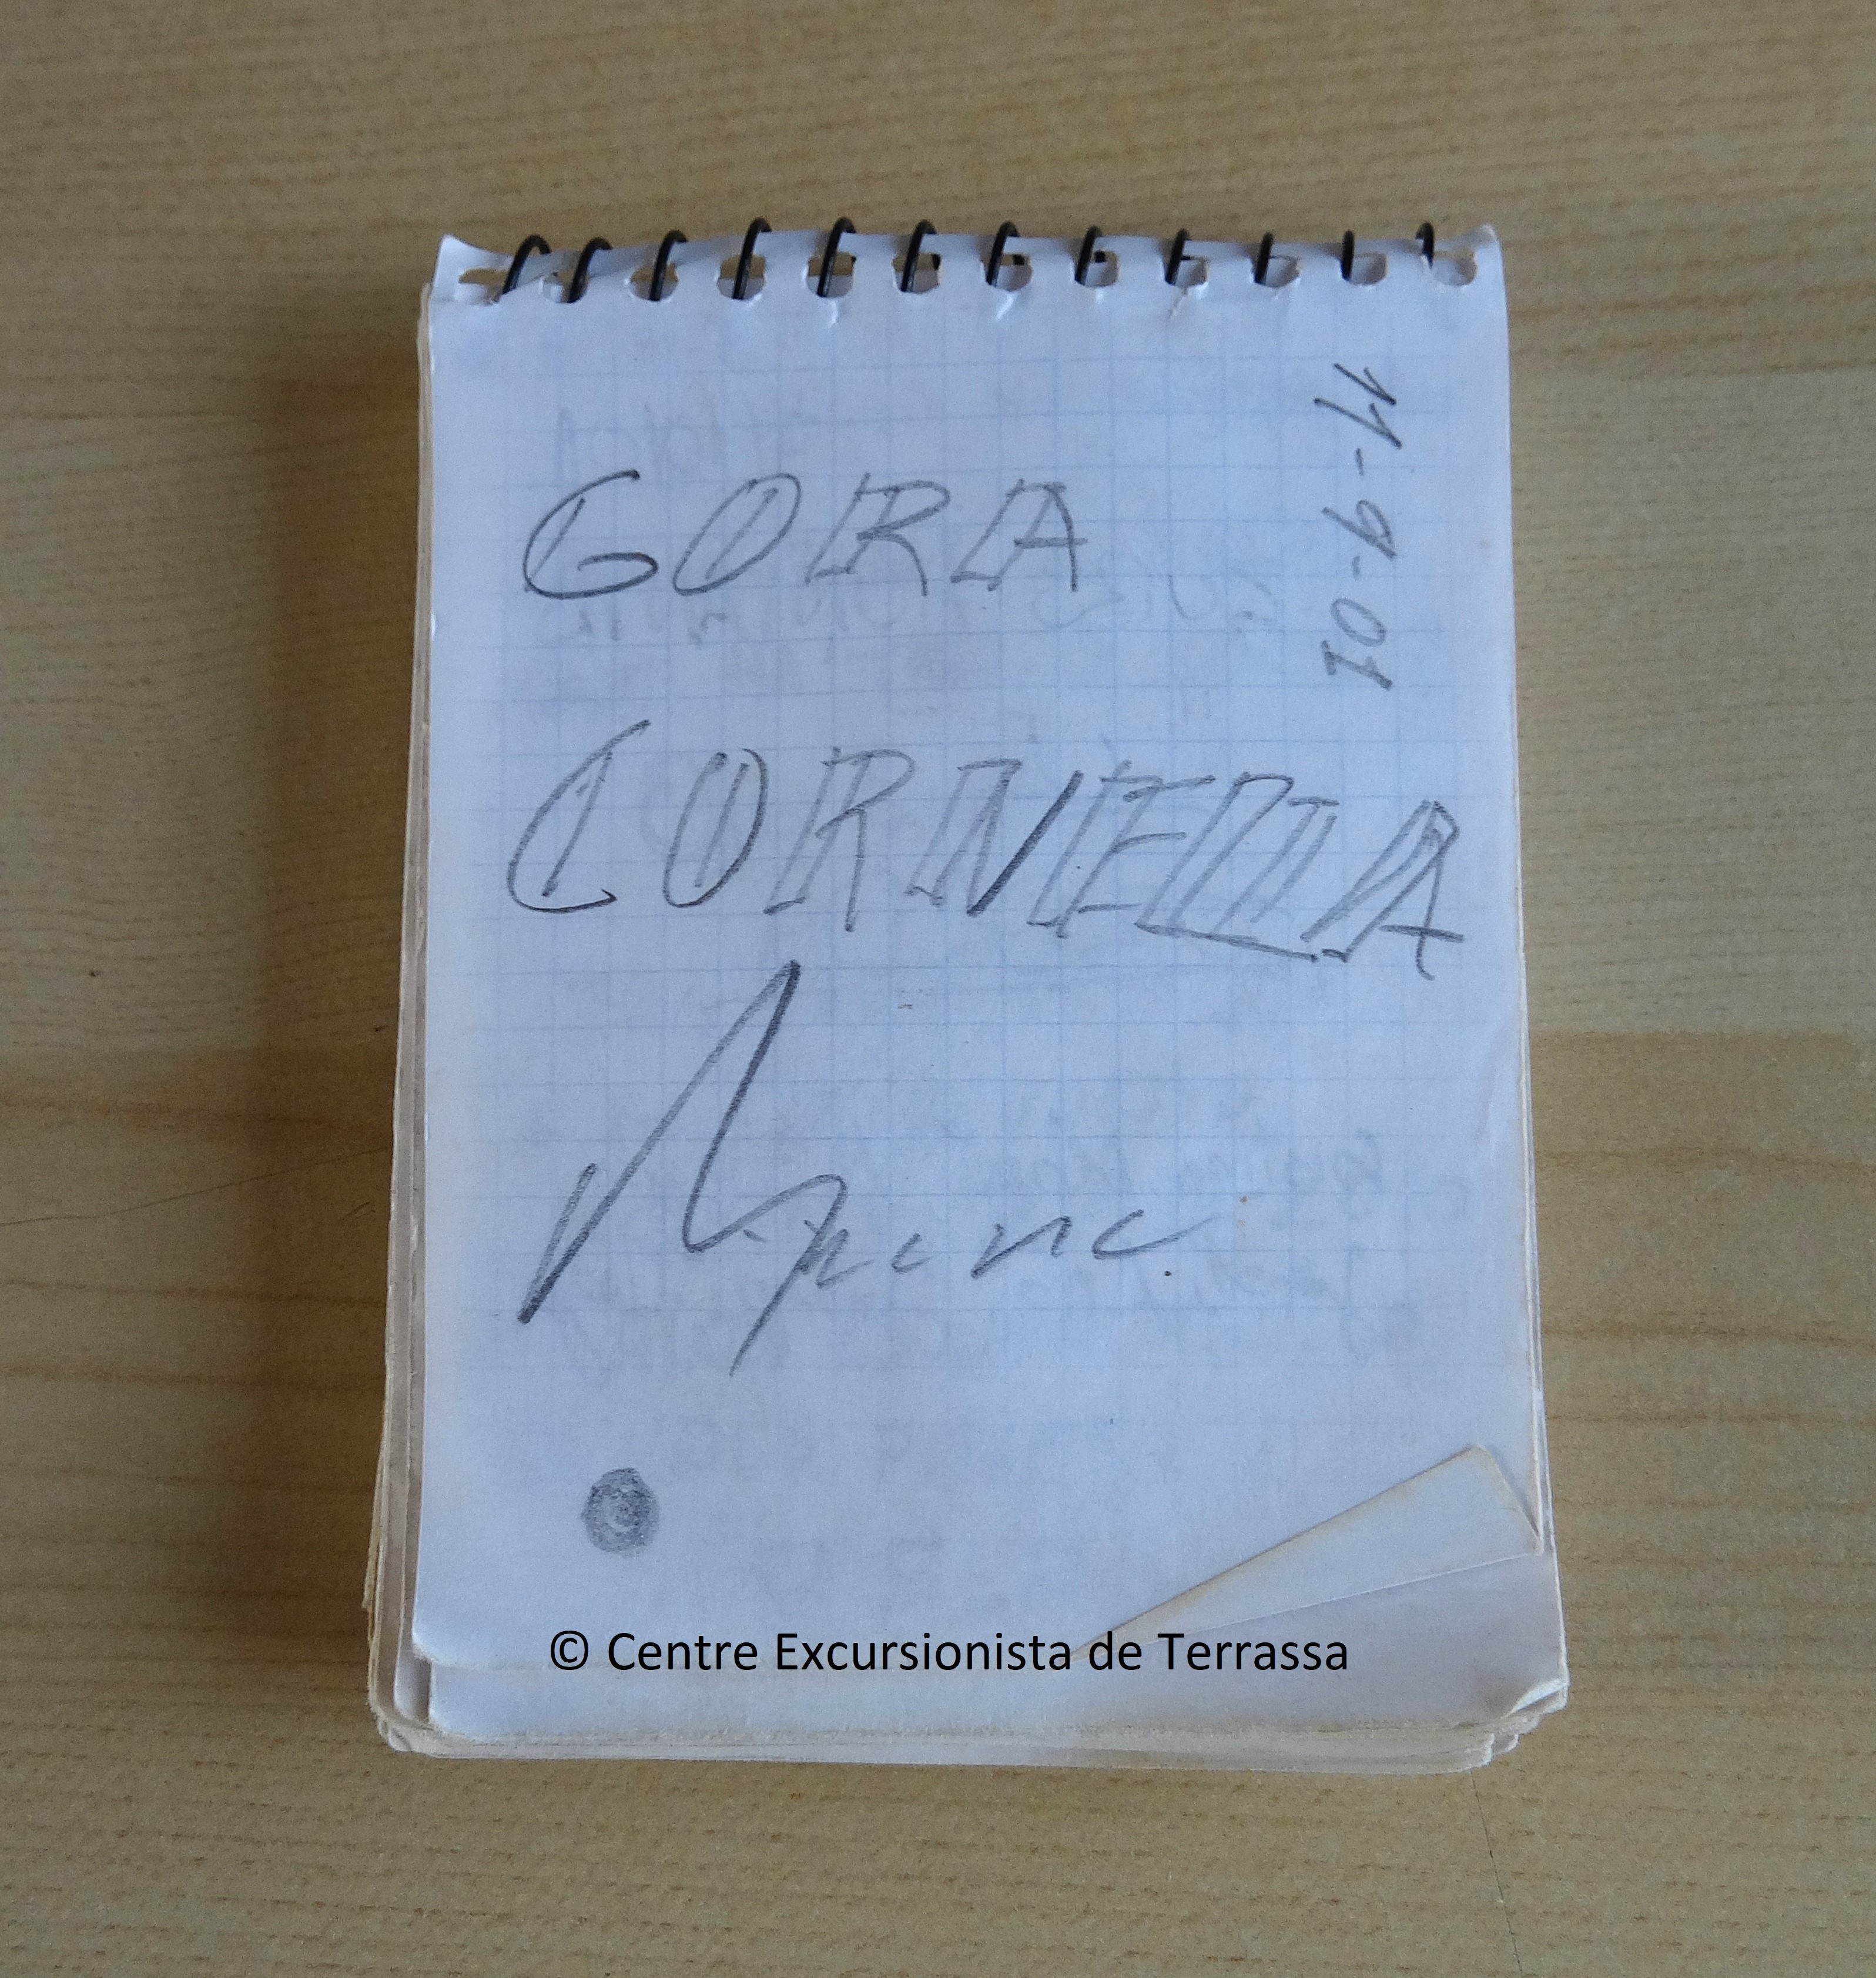 11-9-01
GORA
CORNELLA
© Centre Excursionista de Terrassa